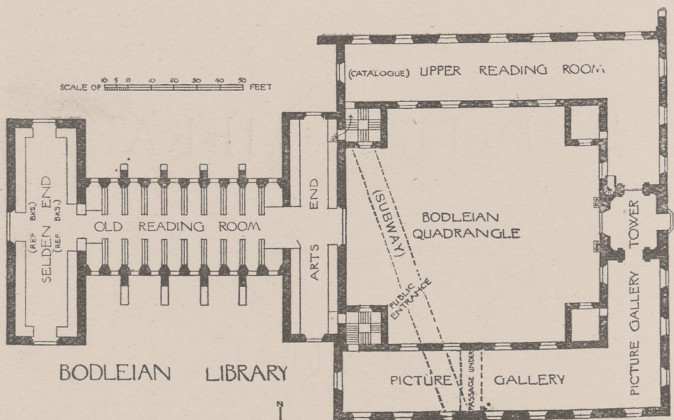 SCALE OF 10 5 0 10 20 30 40 50 FEET
(CATALOGUE) UPPER READING ROOM
SELDEN END
(REF. BKS.)
(REF. BKS.)
OLD READING ROOM
ARTS END
(SUBWAY)
BODLEIAN
QUADRANGLE
TOWER
PUBLIC
ENTRANCE
PICTURE GALLERY
BODLEIAN LIBRARY
PICTURE GALLERY
PASSAGE UNDER
N